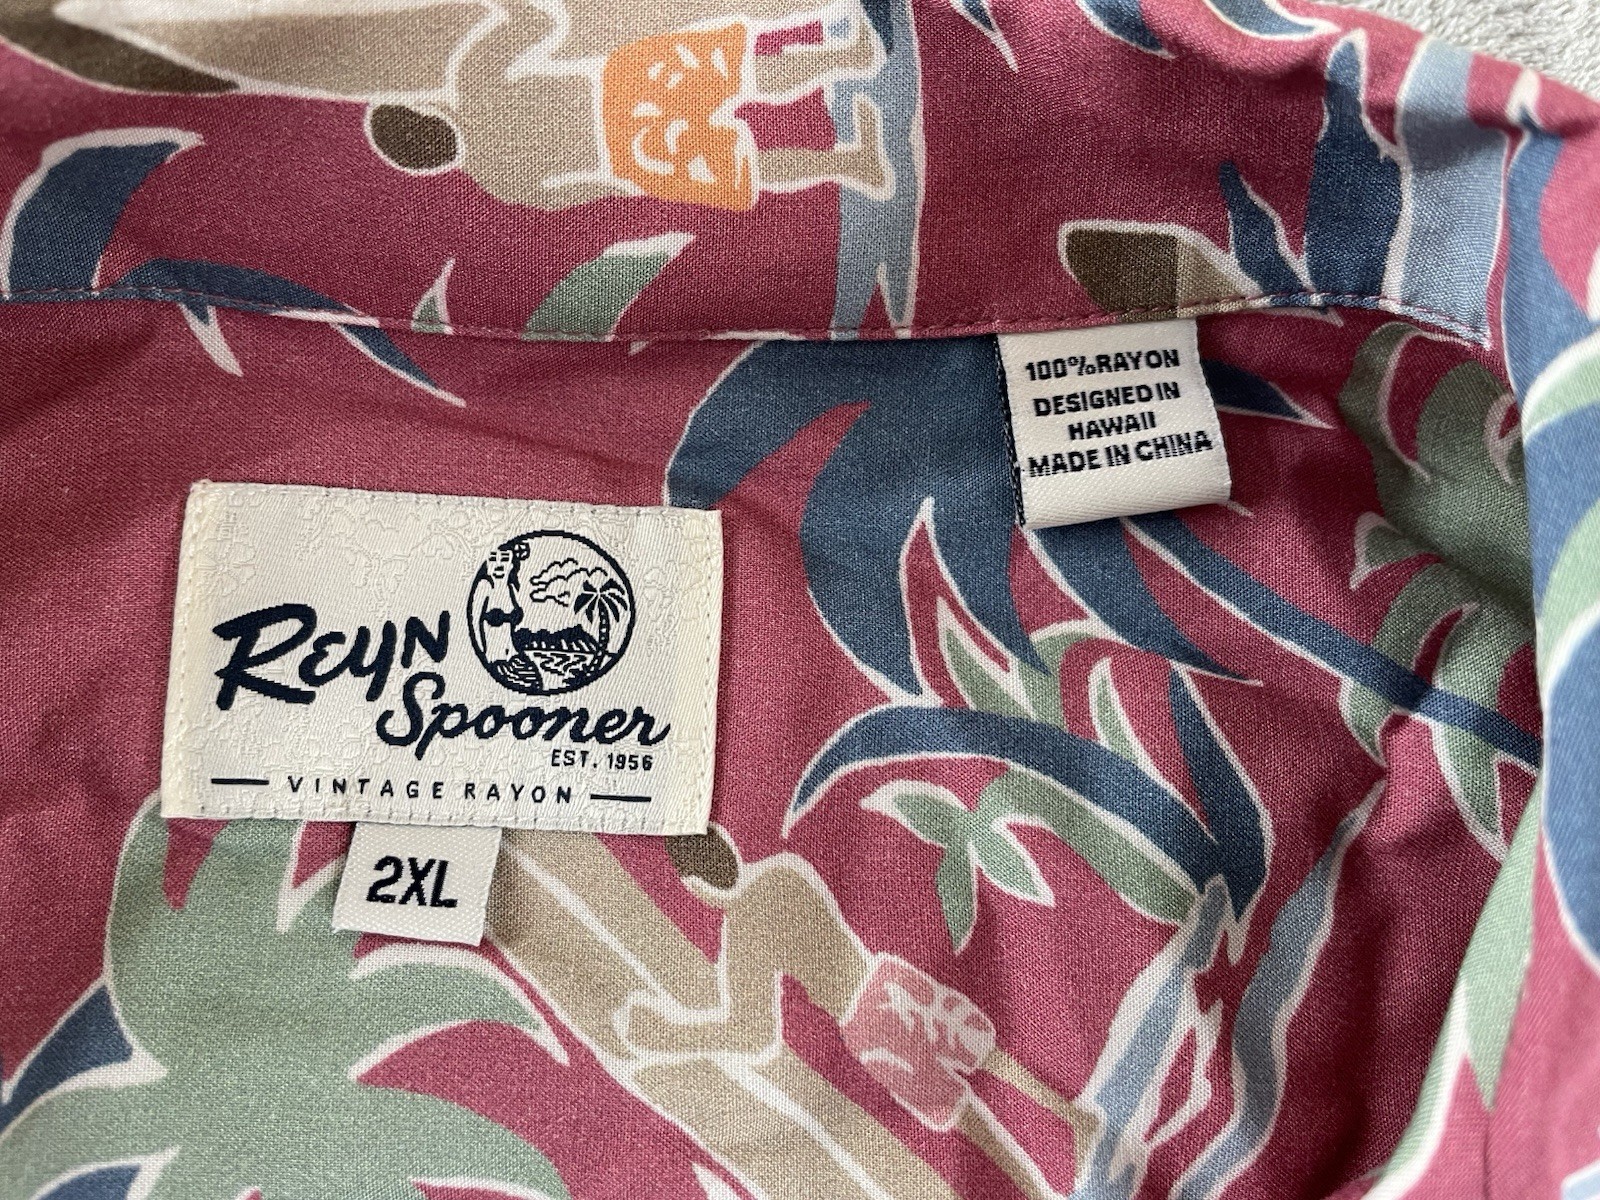 100% RAYON
DESIGNED IN
HAWAII
MADE IN CHINA
REYN
Spooner
EST. 1956
VINTAGE RAYON
2XL